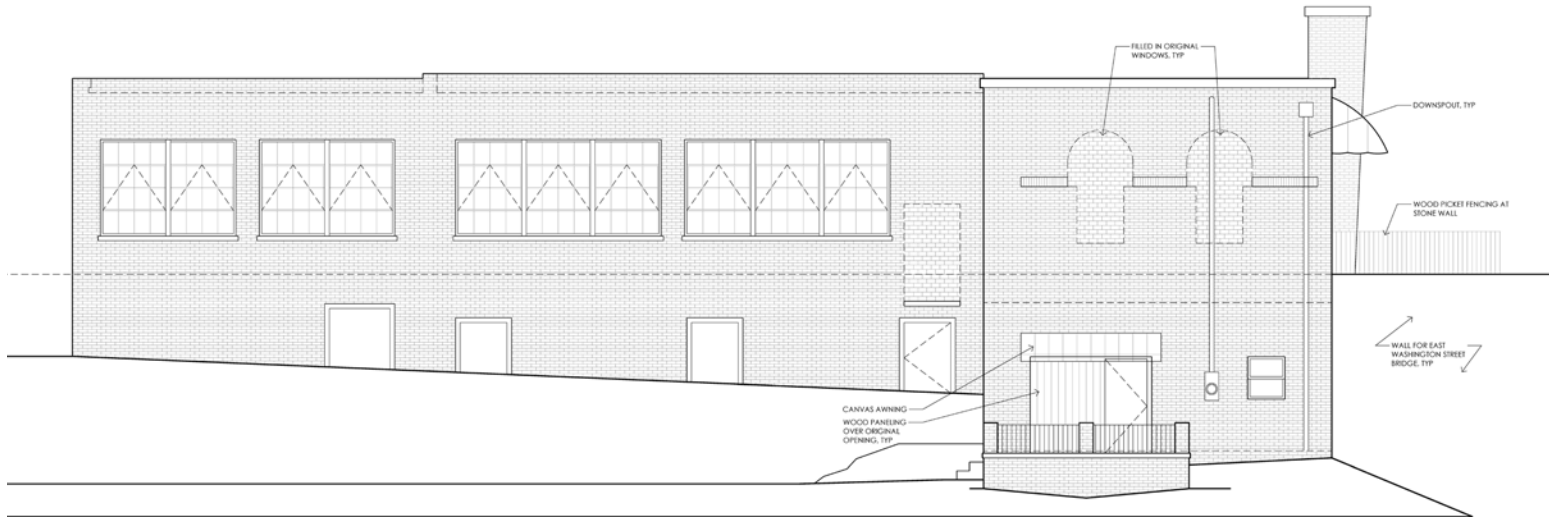 FILLED IN ORIGINAL
WINDOWS, TYP
DOWNSPOUT, TYP
WOOD PICKET FENCING AT
STONE WALL
WALL FOR EAST
WASHINGTON STREET
BRIDGE, TYP
CANVAS AWNING
WOOD PANELING
OVER ORIGINAL
OPENING, TYP